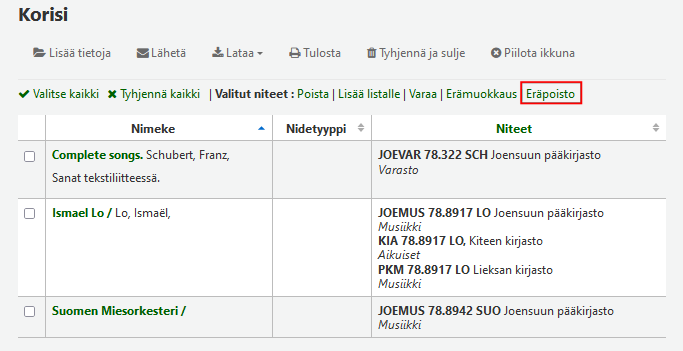 Korisi
Lisää tietoja Lähetä Lataa Tulosta Tyhjennä ja sulje Piilota ikkuna
Valitse kaikki Tyhjennä kaikki | Valitut niteet : Poista | Lisää listalle | Varaa | Erämuokkaus Eräpoisto
Nimeke Nidetyyppi Niteet
Complete songs. Schubert, Franz,
Sanat tekstiliitteessä.
JOEVAR 78.322 SCH Joensuun pääkirjasto
Varasto
Ismael Lo / Lo, Ismaël,
JOEMUS 78.8917 LO Joensuun pääkirjasto
Musiikki
KIA 78.8917 LO, Kiteen kirjasto
Aikuiset
PKM 78.8917 LO Lieksan kirjasto
Musiikki
Suomen Miesorkesteri /
JOEMUS 78.8942 SUO Joensuun pääkirjasto
Musiikki